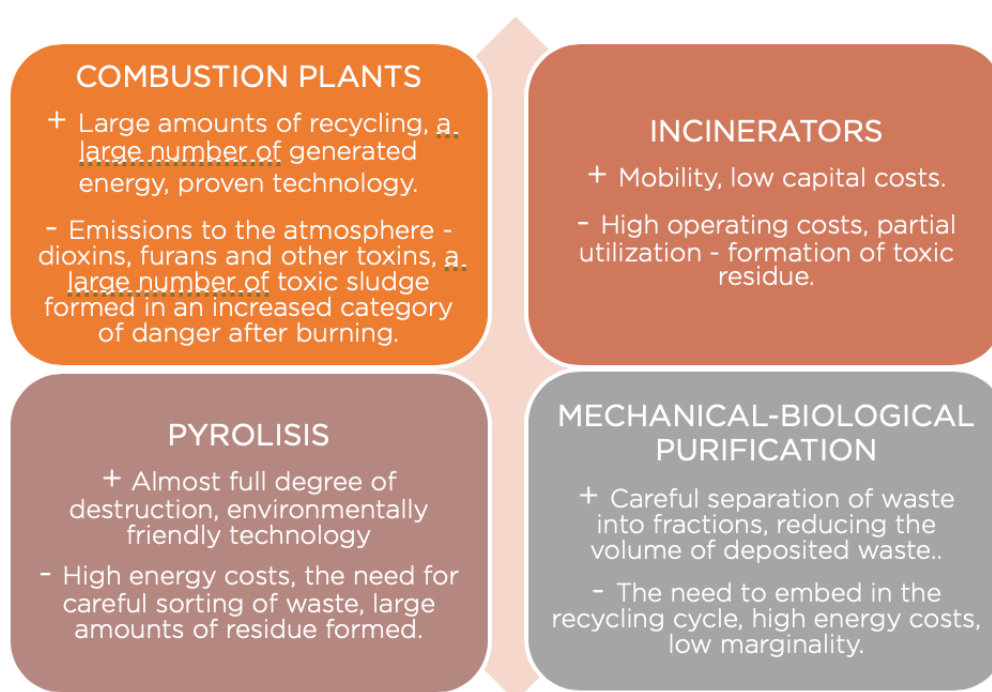 COMBUSTION PLANTS
+ Large amounts of recycling, a
large number of generated
energy, proven technology.
- Emissions to the atmosphere -
dioxins, furans and other toxins, a
large number of toxic sludge
formed in an increased category
of danger after burning.
INCINERATORS
+ Mobility, low capital costs.
- High operating costs, partial
utilization - formation of toxic
residue.
PYROLISIS
+ Almost full degree of
destruction, environmentally
friendly technology
- High energy costs, the need for
careful sorting of waste, large
amounts of residue formed.
MECHANICAL-BIOLOGICAL
PURIFICATION
+ Careful separation of waste
into fractions, reducing the
volume of deposited waste..
- The need to embed in the
recycling cycle, high energy costs,
low marginality.